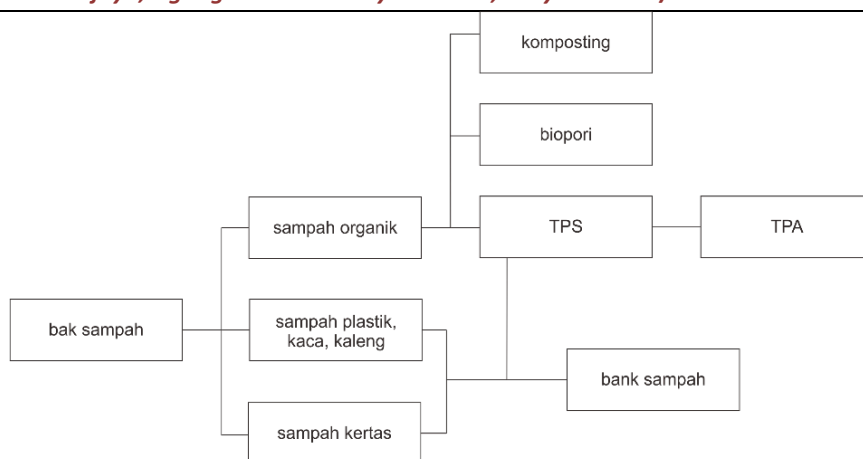 komposting
biopori
sampah organik
TPS
TPA
bak sampah
sampah plastik,
kaca, kaleng
bank sampah
sampah kertas